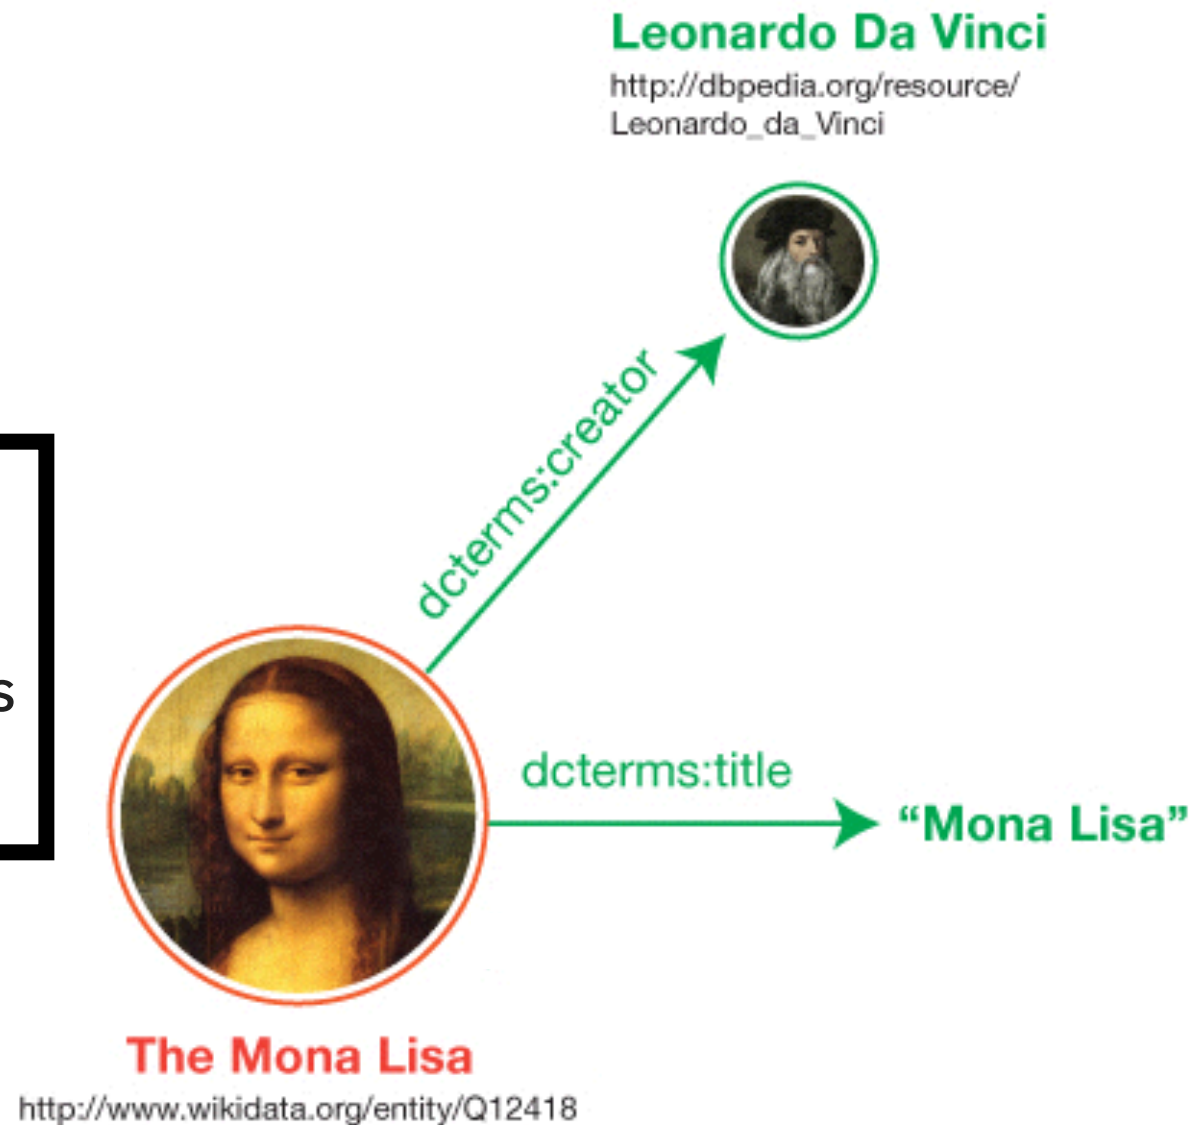 Leonardo Da Vinci
http://dbpedia.org/resource/
Leonardo_da_Vinci
dcterms:creator
s
dcterms:title
“Mona Lisa”
The Mona Lisa
http://www.wikidata.org/entity/Q12418